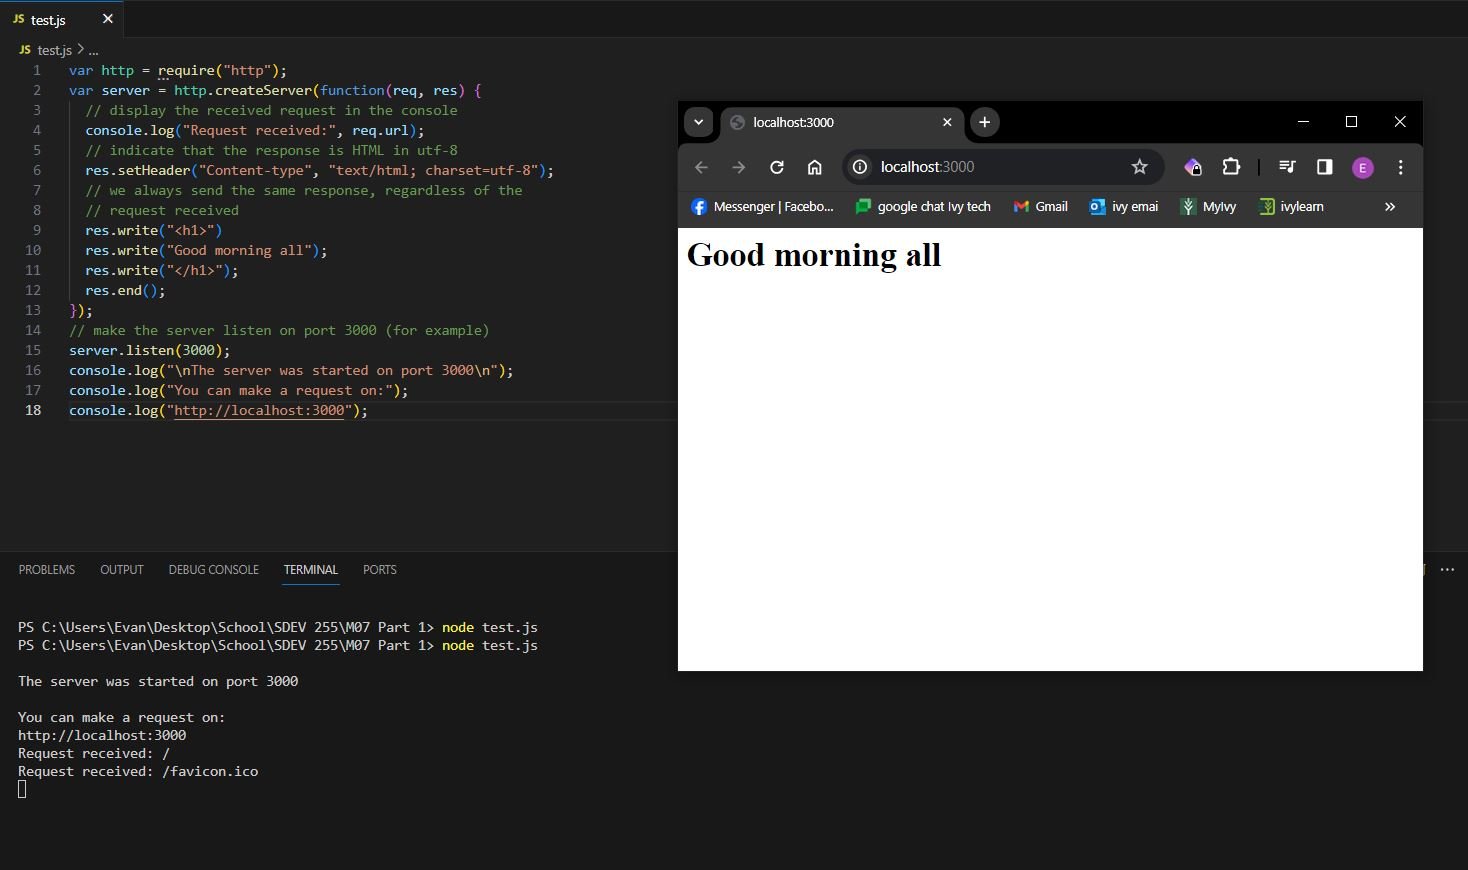 JS test.js
JS test.js > ...
1 var http = require("http");
2 var server = http.createServer(function(req, res) {
3 // display the received request in the console
4 console.log("Request received:", req.url);
5 // indicate that the response is HTML in utf-8
6 res.setHeader("Content-type", "text/html; charset=utf-8");
7 // we always send the same response, regardless of the
8 // request received
9 res.write("<h1>")
10 res.write("Good morning all");
11 res.write("</h1>");
12 res.end();
13 });
14 // make the server listen on port 3000 (for example)
15 server.listen(3000);
16 console.log("\nThe server was started on port 3000\n");
17 console.log("You can make a request on:");
18 console.log("http://localhost:3000");
localhost:3000
localhost:3000
E
Messenger | Facebo... google chat Ivy tech Gmail ivy emai MyIvy ivylearn »
Good morning all
PROBLEMS OUTPUT DEBUG CONSOLE TERMINAL PORTS
PS C:\Users\Evan\Desktop\School\SDEV 255\M07 Part 1> node test.js
PS C:\Users\Evan\Desktop\School\SDEV 255\M07 Part 1> node test.js
The server was started on port 3000
You can make a request on:
http://localhost:3000
Request received: /
Request received: /favicon.ico